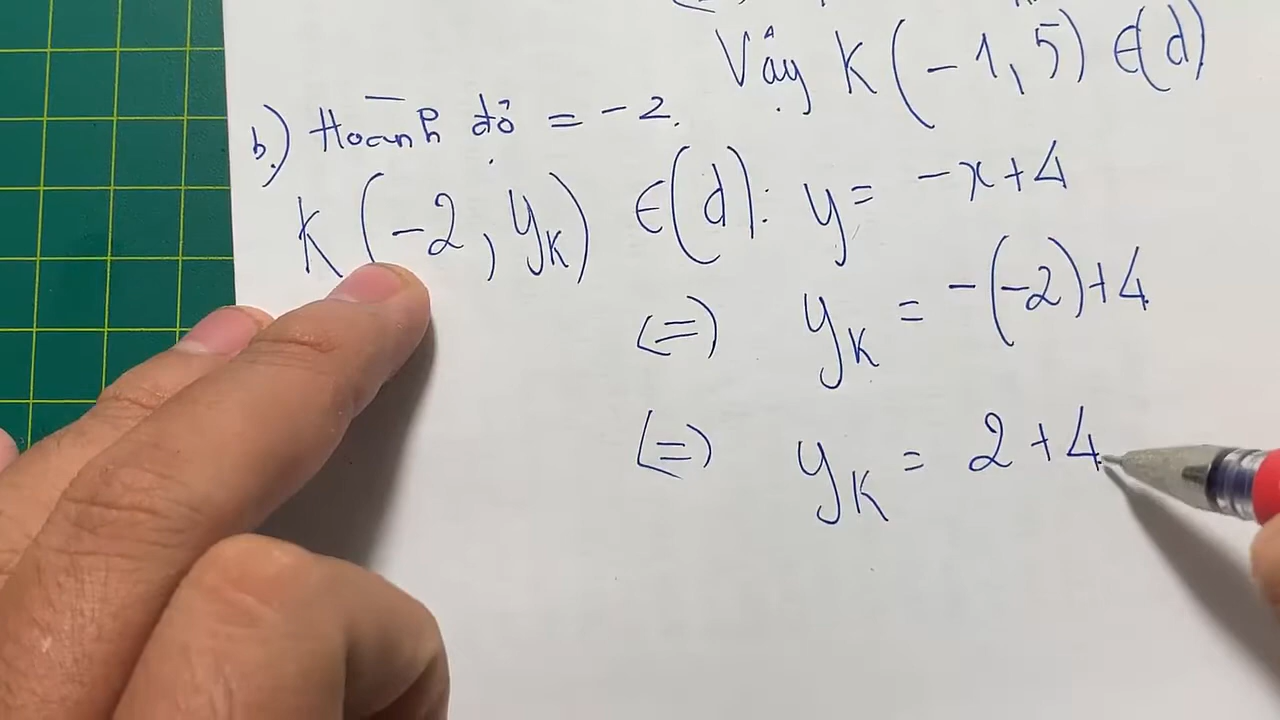 Vậy K(-1,5) ∈(d)
b.) Hoành độ = -2.
K(-2, yK) ∈(d): y = -x+4
(=) yK = -(-2)+4
(=) yK = 2+4